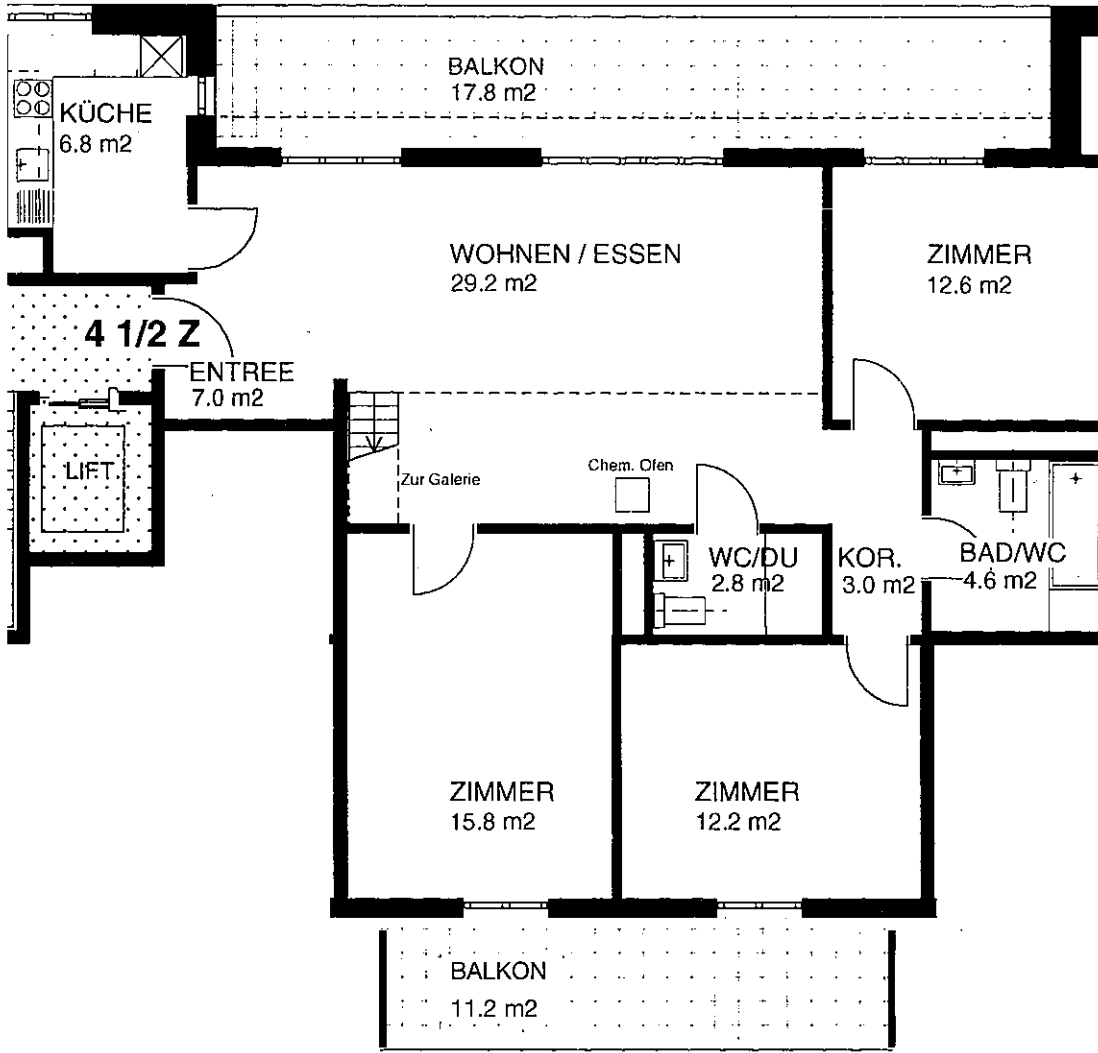 BALKON
17.8 m2
KÜCHE
6.8 m2
WOHNEN / ESSEN
29.2 m2
ZIMMER
12.6 m2
4 1/2 Z
ENTREE
7.0 m2
LIFT
Zur Galerie
Chem. Ofen
WC/DU
2.8 m2
KOR.
3.0 m2
BAD/WC
4.6 m2
ZIMMER
15.8 m2
ZIMMER
12.2 m2
BALKON
11.2 m2